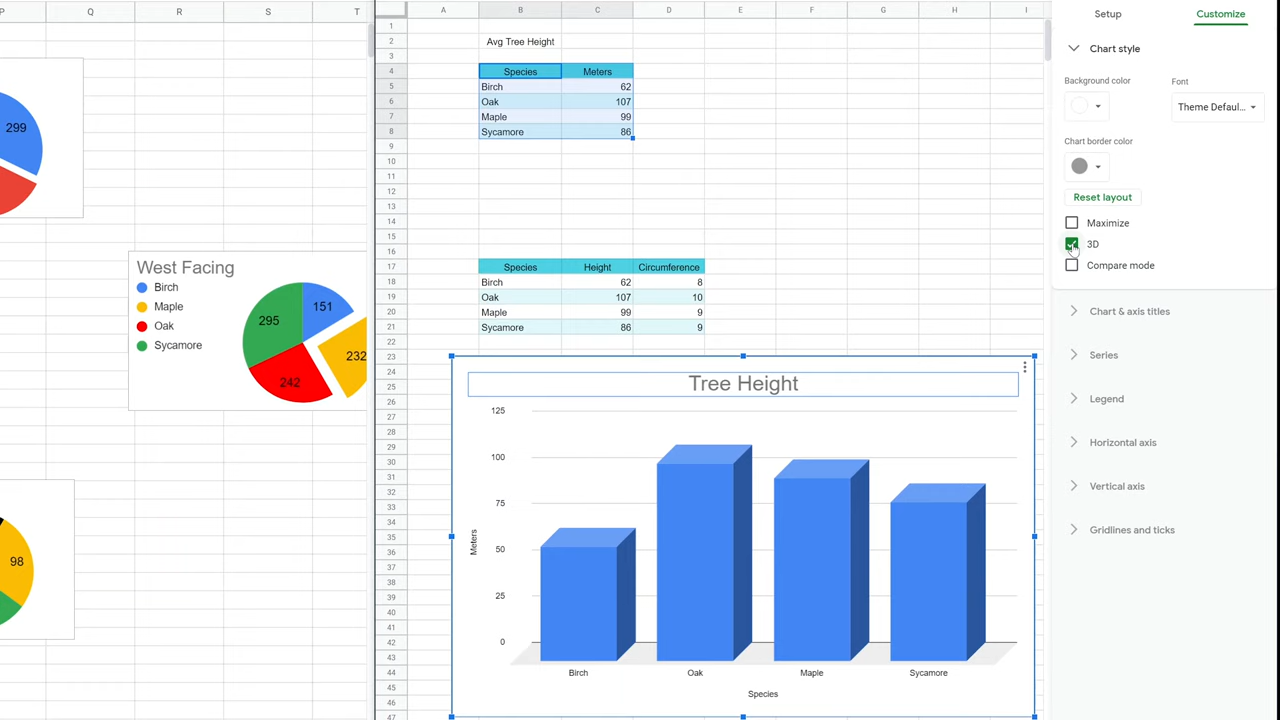 P Q R S T
299
West Facing
Birch
Maple
Oak
Sycamore
151
295
232
242
98
A B C D E F G H I
1
2 Avg Tree Height
3
4 Species Meters
5 Birch 62
6 Oak 107
7 Maple 99
8 Sycamore 86
9
10
11
12
13
14
15
16
17 Species Height Circumference
18 Birch 62 8
19 Oak 107 10
20 Maple 99 9
21 Sycamore 86 9
22
23
24
25
26
27
28
29
30
31
32
33
34
35
36
37
38
39
40
41
42
43
44
45
46
47
Tree Height
125
100
75
50
25
0
Meters
Birch Oak Maple Sycamore
Species
Setup Customize
Chart style
Background color Font
Theme Defaul...
Chart border color
Reset layout
Maximize
3D
Compare mode
Chart & axis titles
Series
Legend
Horizontal axis
Vertical axis
Gridlines and ticks